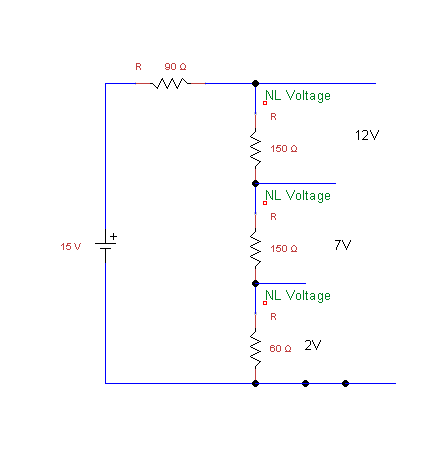 R 90 Ω
NL Voltage
R
12V
150 Ω
NL Voltage
R
15 V
+
7V
150 Ω
NL Voltage
R
60 Ω
2V